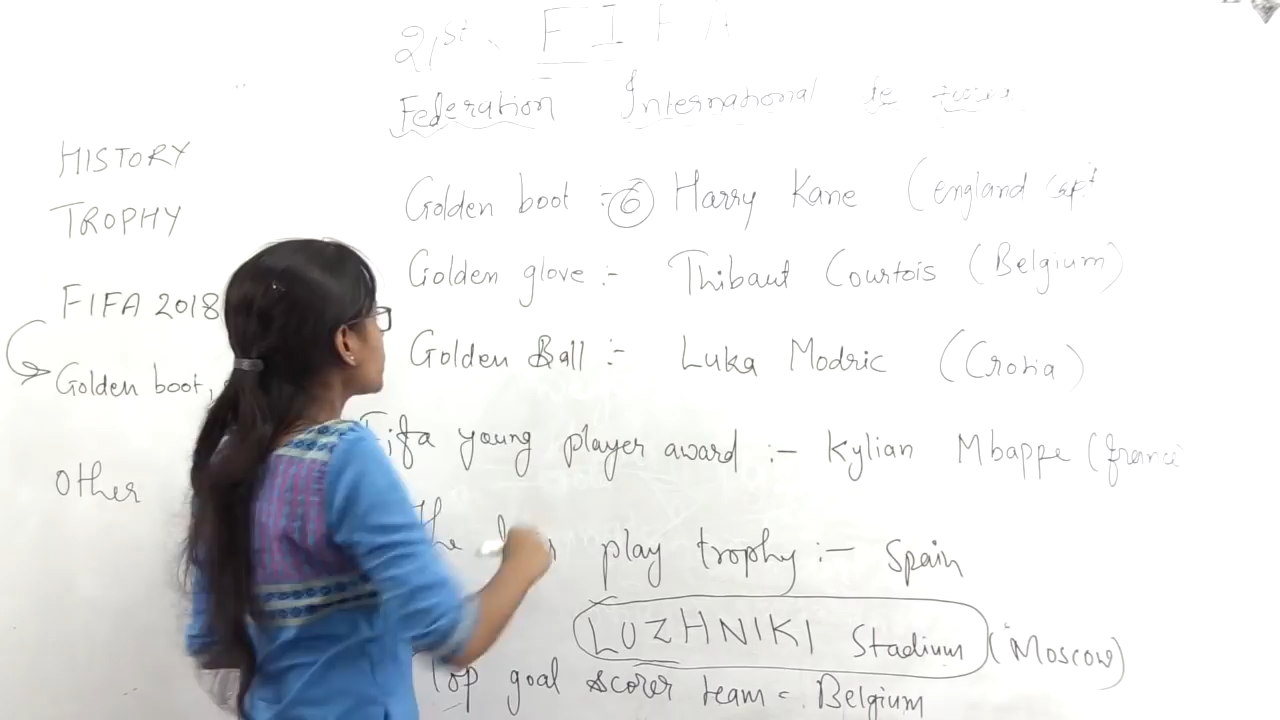 21st FIFA
Federation International de
HISTORY
TROPHY
FIFA 2018
Golden boot,
Other
Golden boot :- 6 Harry Kane (England
Golden glove :- Thibaut Courtois (Belgium)
Golden Ball :- Luka Modric (Crotia)
Fifa young player award :- Kylian Mbappe (france
The play trophy :- Spain
LUZHNIKI Stadium (Moscow)
Top goal scorer team = Belgium